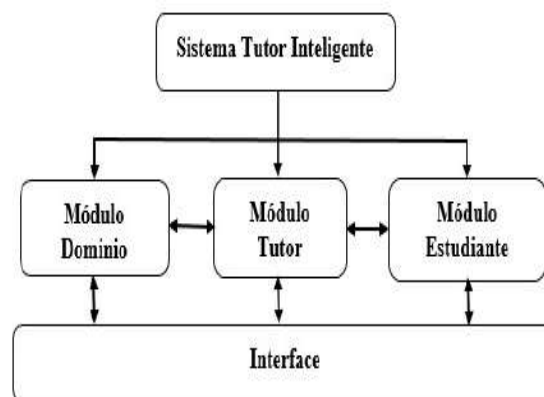 Sistema Tutor Inteligente
Módulo
Dominio
Módulo
Tutor
Módulo
Estudiante
Interface